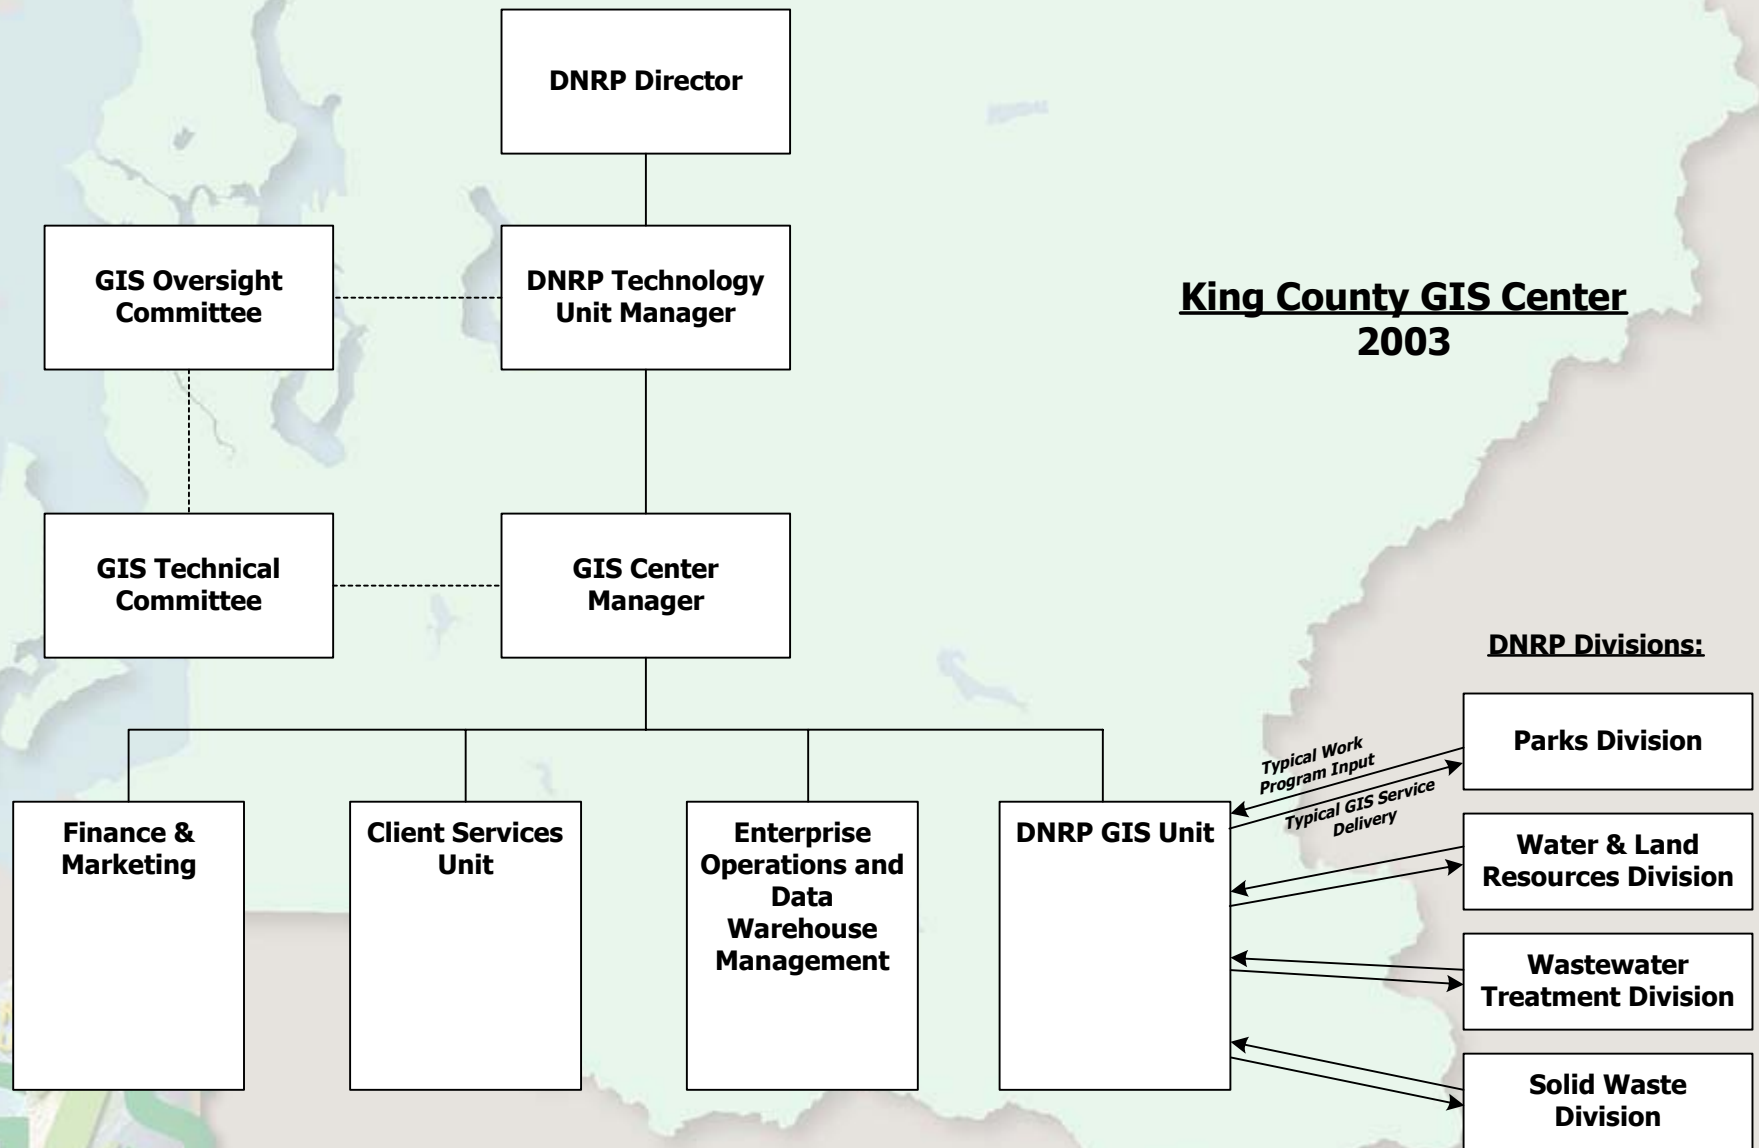 DNRP Director
GIS Oversight
Committee
DNRP Technology
Unit Manager
King County GIS Center
2003
GIS Technical
Committee
GIS Center
Manager
DNRP Divisions:
Parks Division
Typical Work
Program Input
Typical GIS Service
Delivery
Finance &
Marketing
Client Services
Unit
Enterprise
Operations and
Data
Warehouse
Management
DNRP GIS Unit
Water & Land
Resources Division
Wastewater
Treatment Division
Solid Waste
Division